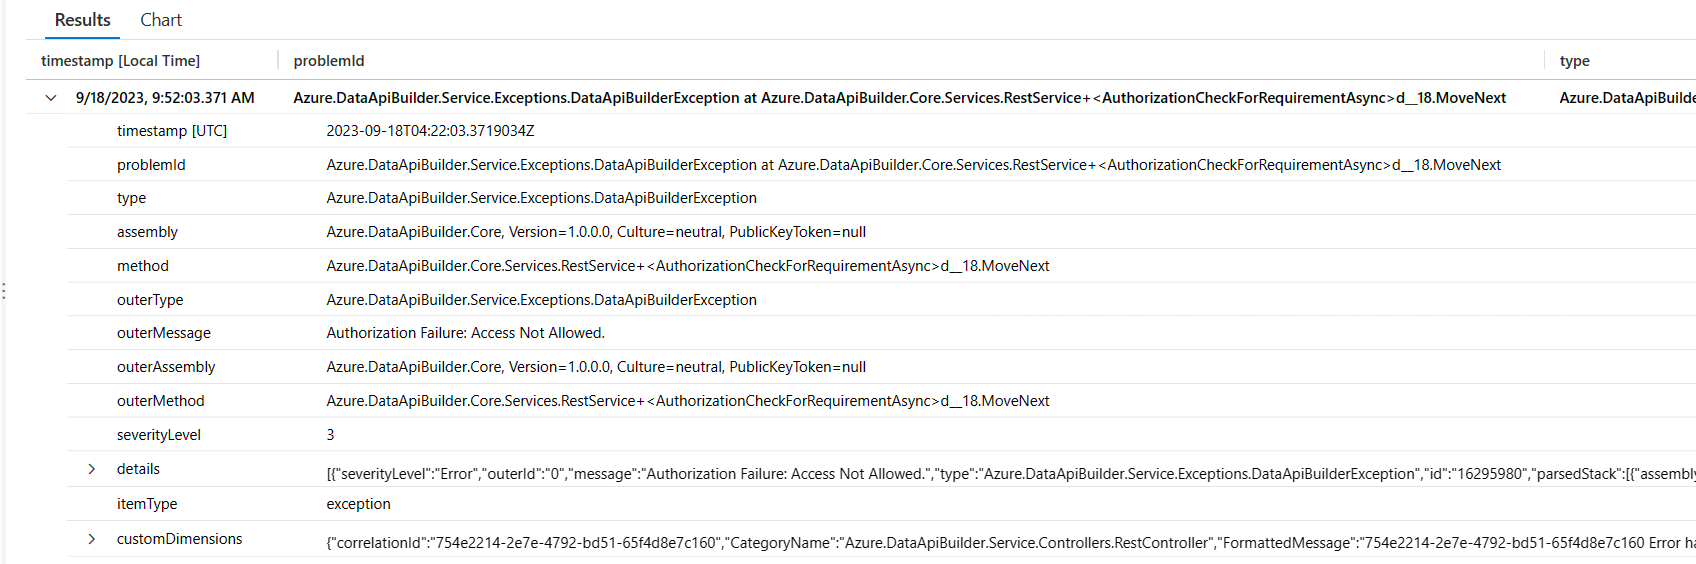 Results Chart
timestamp [Local Time] problemId type
9/18/2023, 9:52:03.371 AM Azure.DataApiBuilder.Service.Exceptions.DataApiBuilderException at Azure.DataApiBuilder.Core.Services.RestService+<AuthorizationCheckForRequirementAsync>d__18.MoveNext Azure.DataApiBuilde
timestamp [UTC] 2023-09-18T04:22:03.3719034Z
problemId Azure.DataApiBuilder.Service.Exceptions.DataApiBuilderException at Azure.DataApiBuilder.Core.Services.RestService+<AuthorizationCheckForRequirementAsync>d__18.MoveNext
type Azure.DataApiBuilder.Service.Exceptions.DataApiBuilderException
assembly Azure.DataApiBuilder.Core, Version=1.0.0.0, Culture=neutral, PublicKeyToken=null
method Azure.DataApiBuilder.Core.Services.RestService+<AuthorizationCheckForRequirementAsync>d__18.MoveNext
outerType Azure.DataApiBuilder.Service.Exceptions.DataApiBuilderException
outerMessage Authorization Failure: Access Not Allowed.
outerAssembly Azure.DataApiBuilder.Core, Version=1.0.0.0, Culture=neutral, PublicKeyToken=null
outerMethod Azure.DataApiBuilder.Core.Services.RestService+<AuthorizationCheckForRequirementAsync>d__18.MoveNext
severityLevel 3
details [{"severityLevel":"Error","outerId":"0","message":"Authorization Failure: Access Not Allowed.","type":"Azure.DataApiBuilder.Service.Exceptions.DataApiBuilderException","id":"16295980","parsedStack":[{"assembly
itemType exception
customDimensions {"correlationId":"754e2214-2e7e-4792-bd51-65f4d8e7c160","CategoryName":"Azure.DataApiBuilder.Service.Controllers.RestController","FormattedMessage":"754e2214-2e7e-4792-bd51-65f4d8e7c160 Error ha